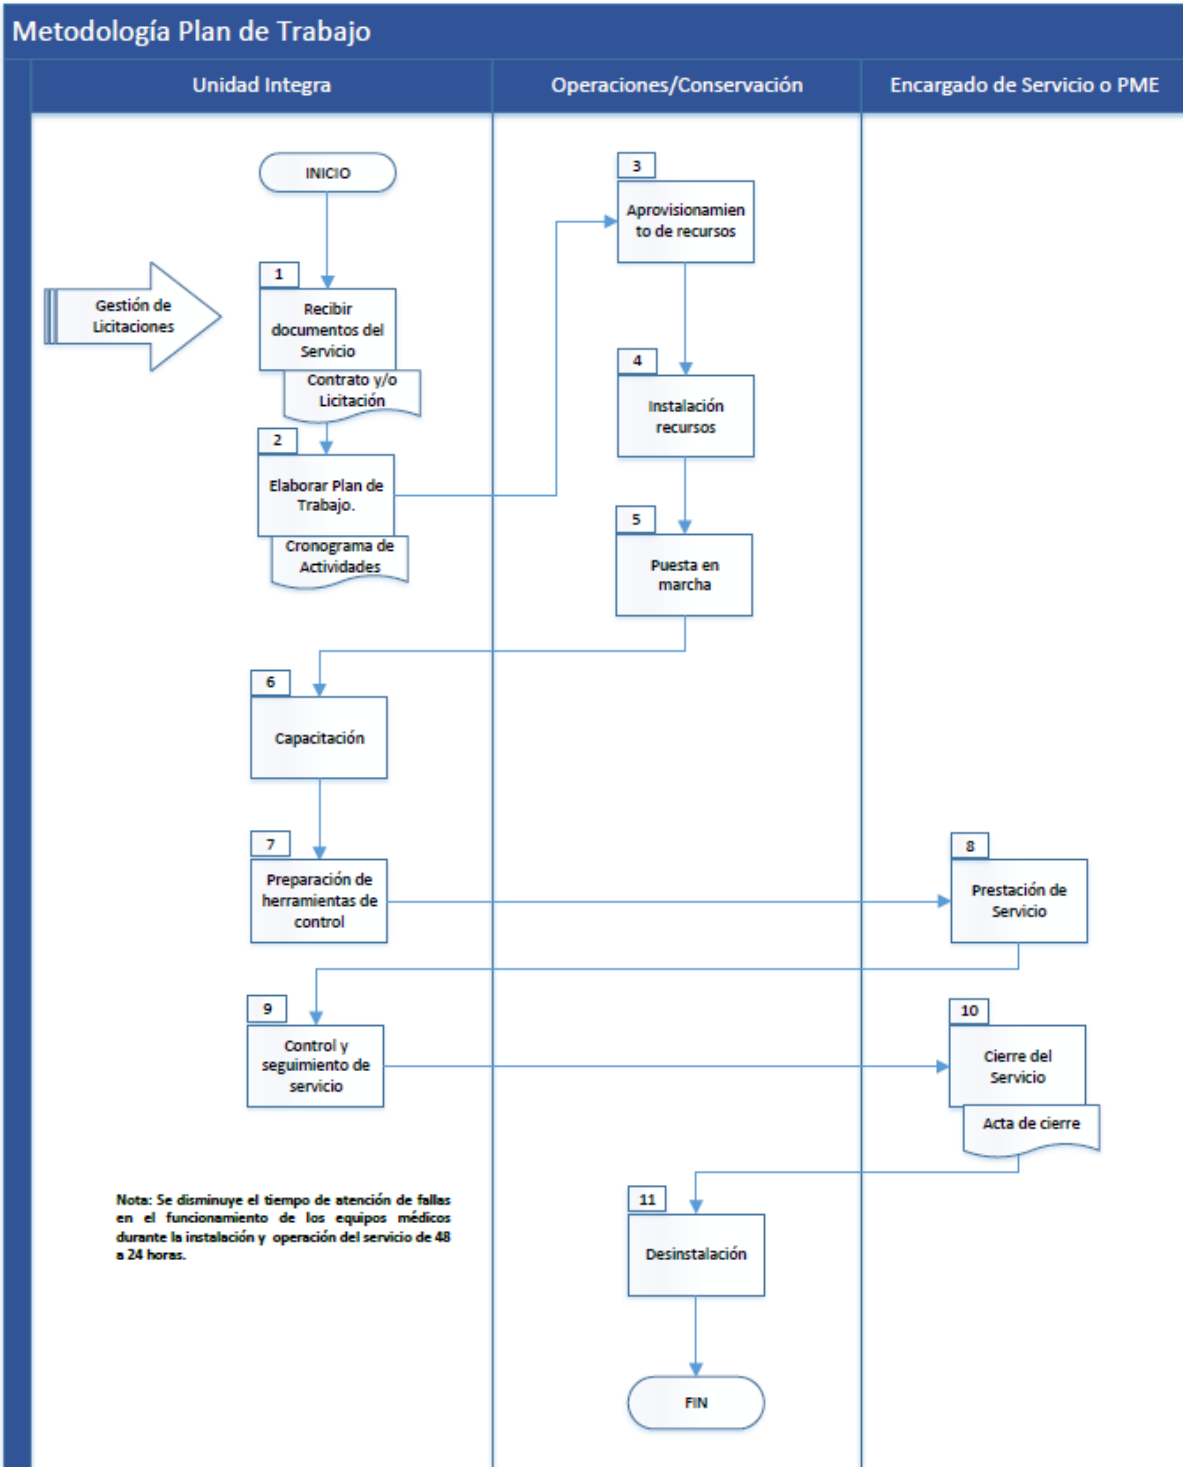 Metodología Plan de Trabajo
Unidad Integra
Operaciones/Conservación
Encargado de Servicio o PME
INICIO
3
Aprovisionamien
to de recursos
Gestión de
Licitaciones
1
Recibir
documentos del
Servicio
Contrato y/o
Licitación
4
Instalación
recursos
2
Elaborar Plan de
Trabajo.
Cronograma de
Actividades
5
Puesta en
marcha
6
Capacitación
7
Preparación de
herramientas de
control
8
Prestación de
Servicio
9
Control y
seguimiento de
servicio
10
Cierre del
Servicio
Acta de cierre
Nota: Se disminuye el tiempo de atención de fallas
en el funcionamiento de los equipos médicos
durante la instalación y operación del servicio de 48
a 24 horas.
11
Desinstalación
FIN